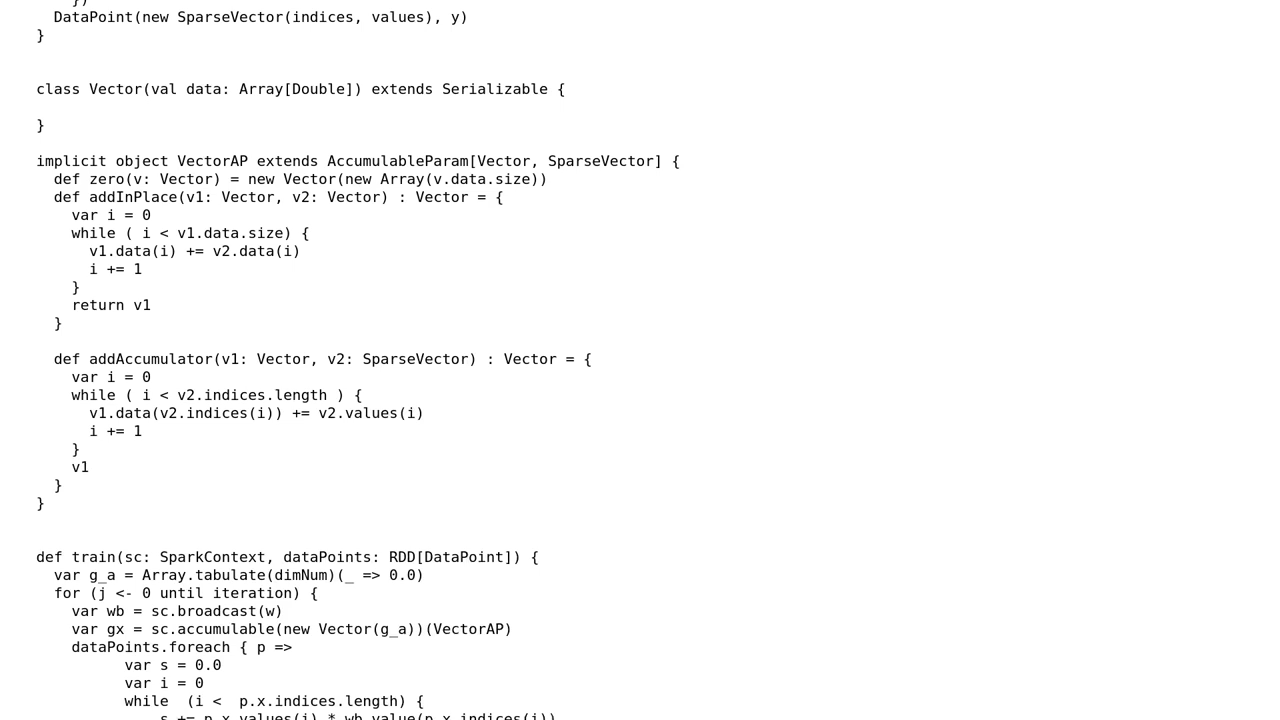 })
DataPoint(new SparseVector(indices, values), y)
}
class Vector(val data: Array[Double]) extends Serializable {
}
implicit object VectorAP extends AccumulableParam[Vector, SparseVector] {
def zero(v: Vector) = new Vector(new Array(v.data.size))
def addInPlace(v1: Vector, v2: Vector) : Vector = {
var i = 0
while ( i < v1.data.size) {
v1.data(i) += v2.data(i)
i += 1
}
return v1
}
def addAccumulator(v1: Vector, v2: SparseVector) : Vector = {
var i = 0
while ( i < v2.indices.length ) {
v1.data(v2.indices(i)) += v2.values(i)
i += 1
}
v1
}
}
def train(sc: SparkContext, dataPoints: RDD[DataPoint]) {
var g_a = Array.tabulate(dimNum)(_ => 0.0)
for (j <- 0 until iteration) {
var wb = sc.broadcast(w)
var gx = sc.accumulable(new Vector(g_a))(VectorAP)
dataPoints.foreach { p =>
var s = 0.0
var i = 0
while  (i <  p.x.indices.length) {
s += p.x.values(i) * wb.value(p.x.indices(i))